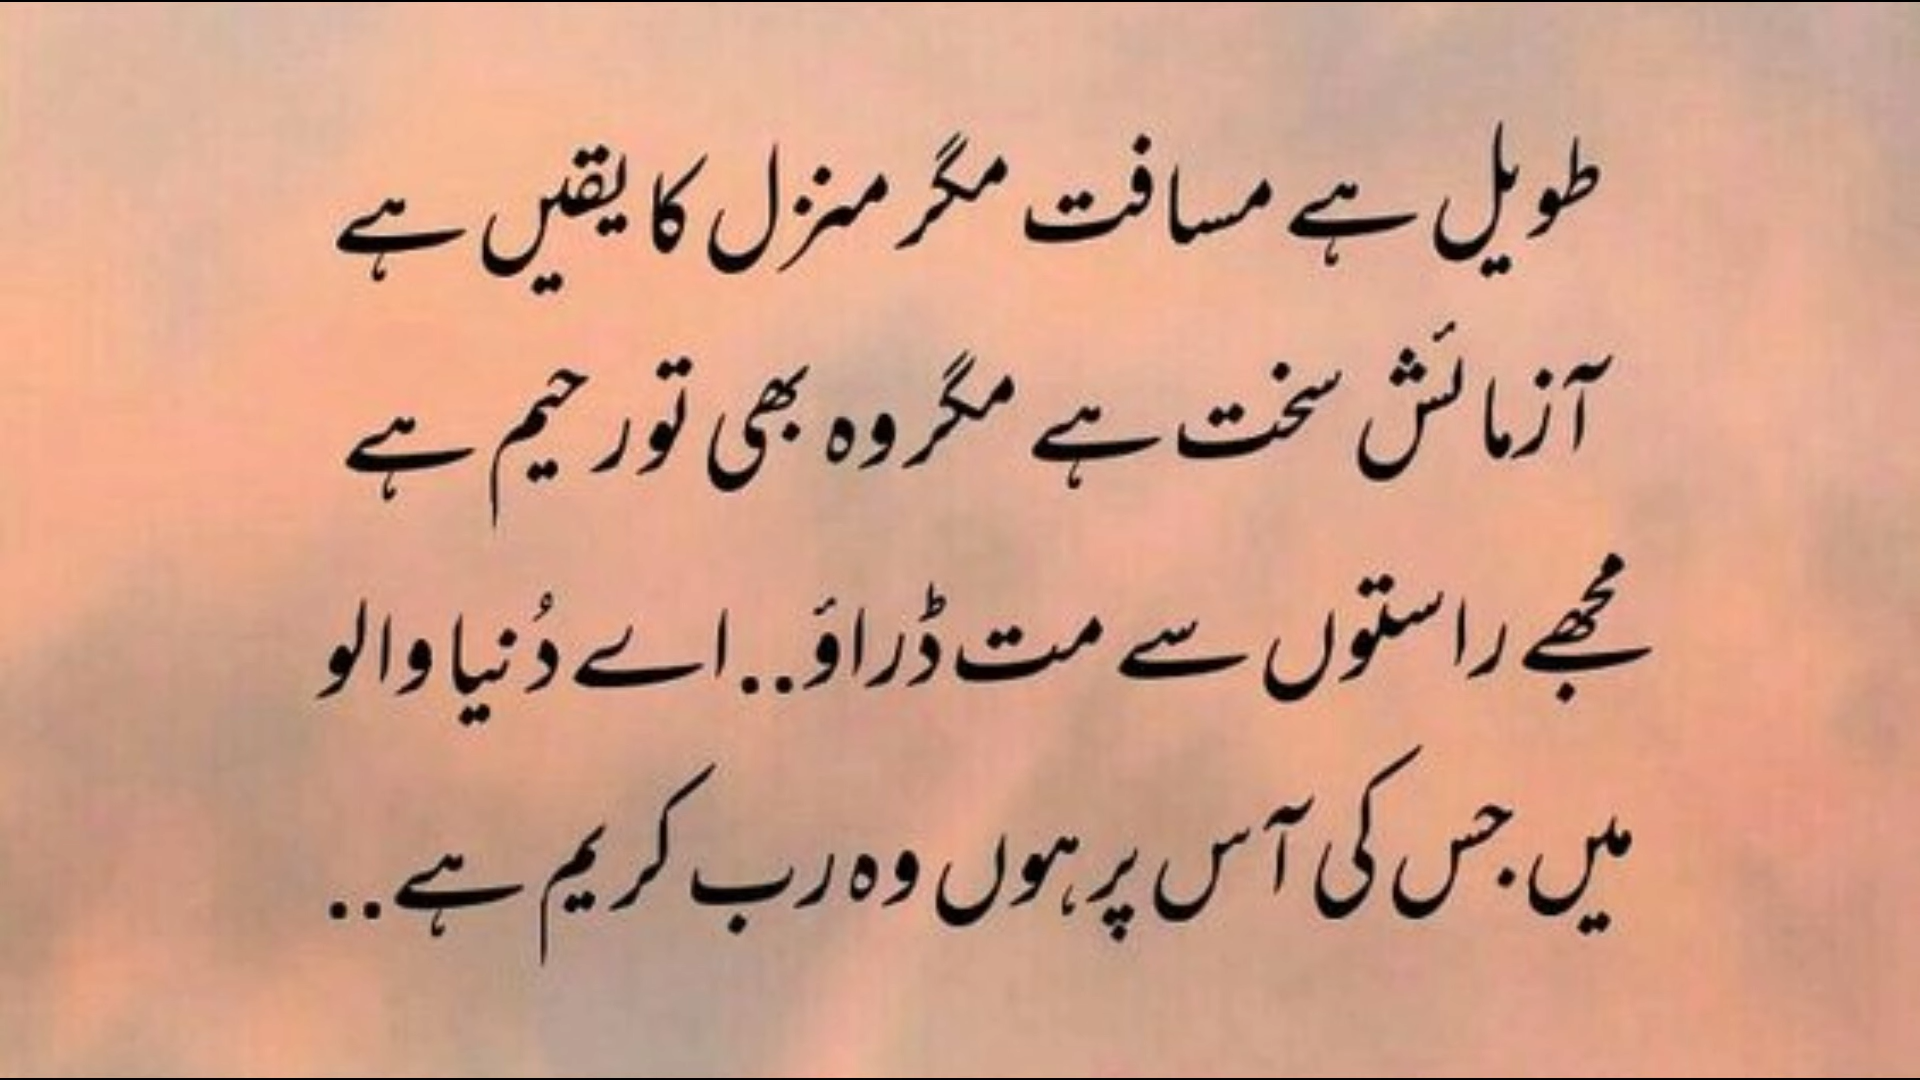 طویل ہے مسافت مگر منزل کا یقیں ہے
آزمائش سخت ہے مگر وہ بھی تو رحیم ہے
مجھے راستوں سے مت ڈراؤ.. اے دُنیا والو
میں جس کی آس پر ہوں وہ رب کریم ہے..